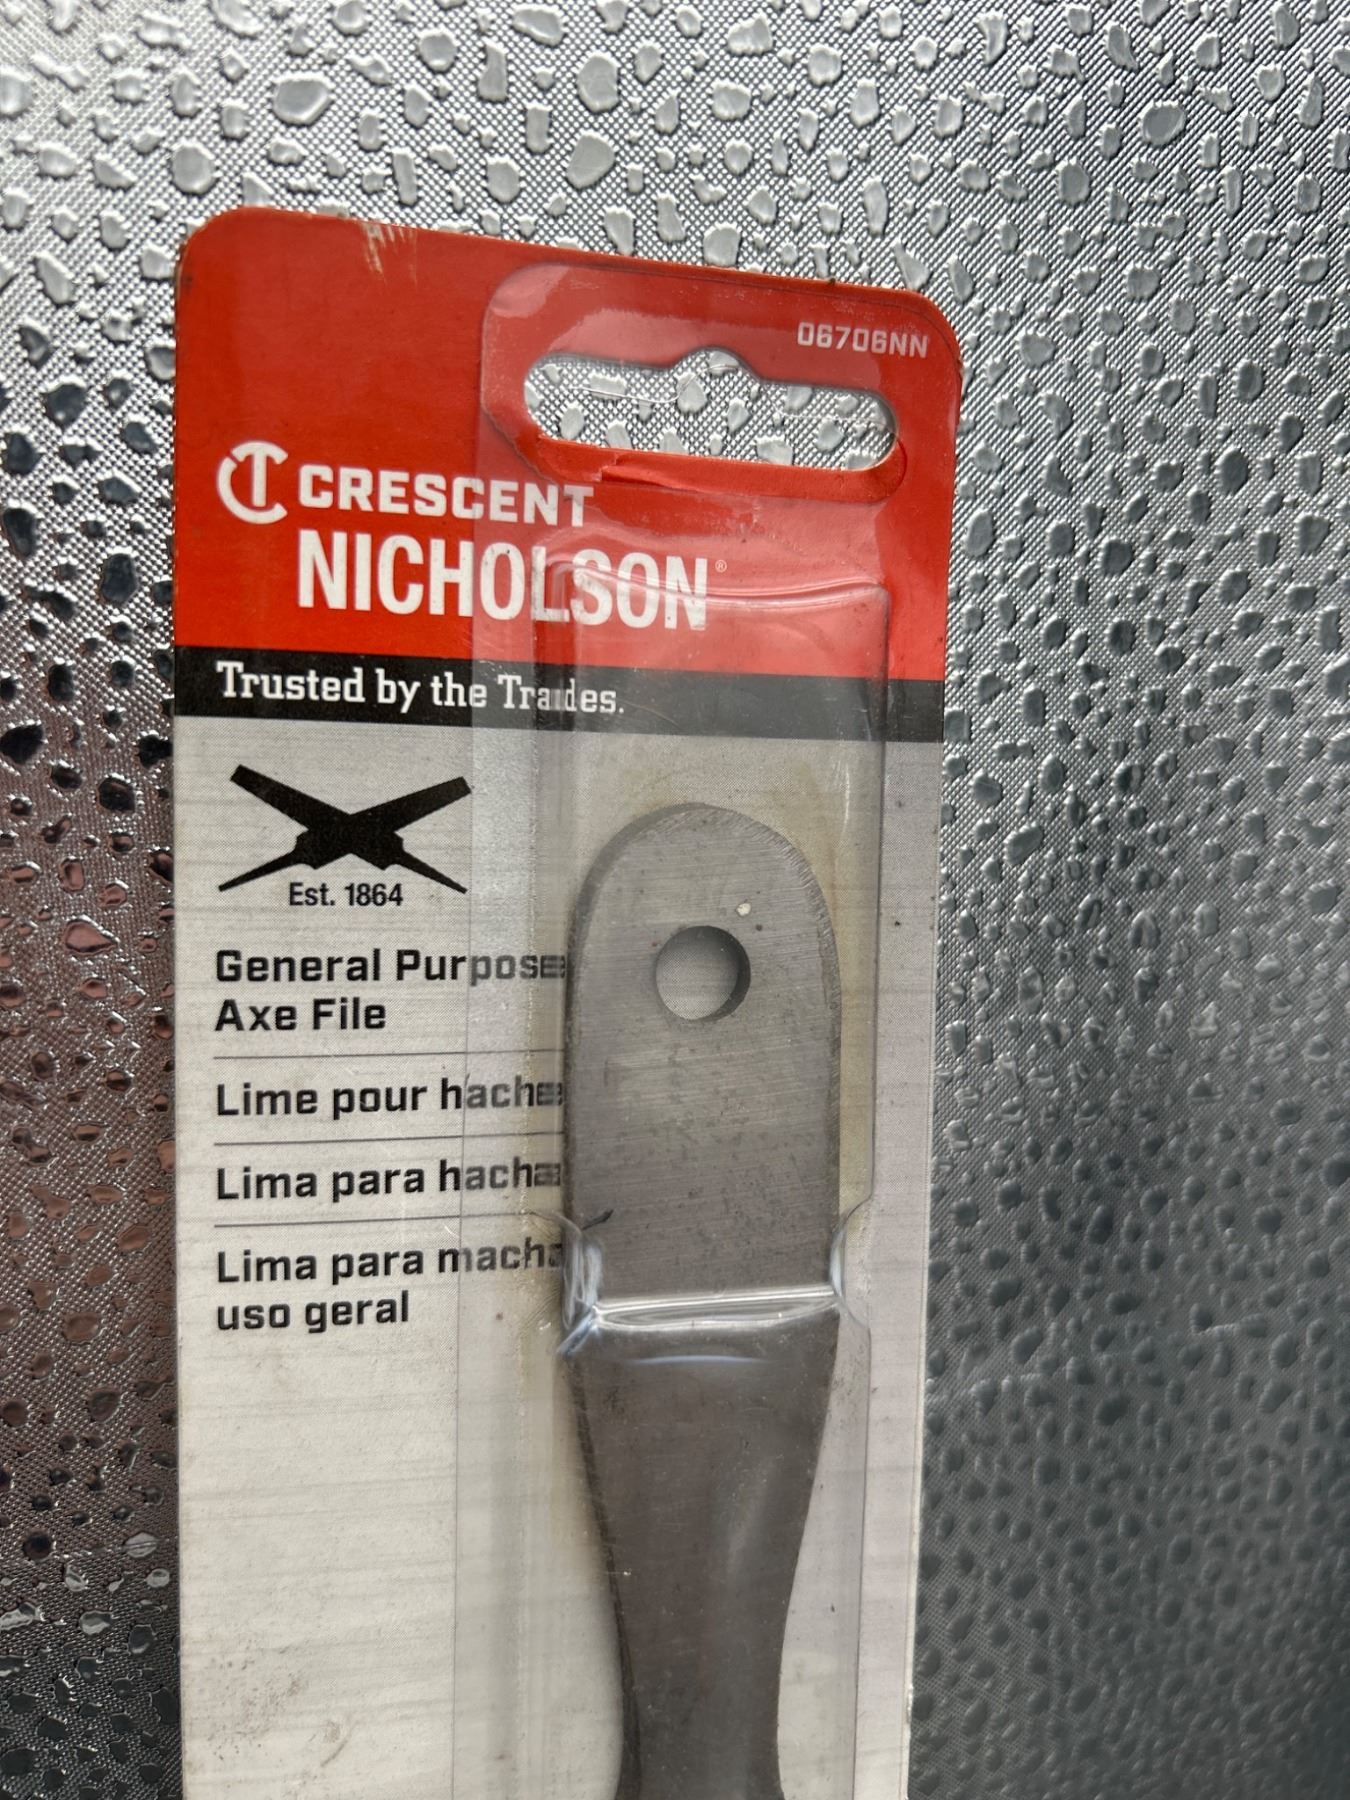 06706NN
CRESCENT
NICHOLSON®
Trusted by the Trades.
Est. 1864
General Purpose
Axe File
Lime pour hache
Lima para hacha
Lima para
uso geral